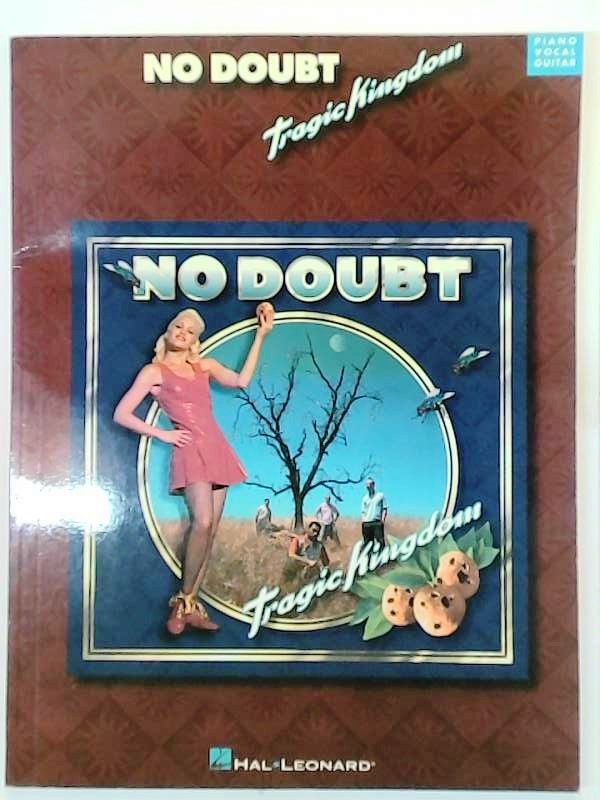 PIANO
VOCAL
GUITAR
NO DOUBT
Tragic Kingdom
NO DOUBT
Tragic Kingdom
HAL•LEONARD®